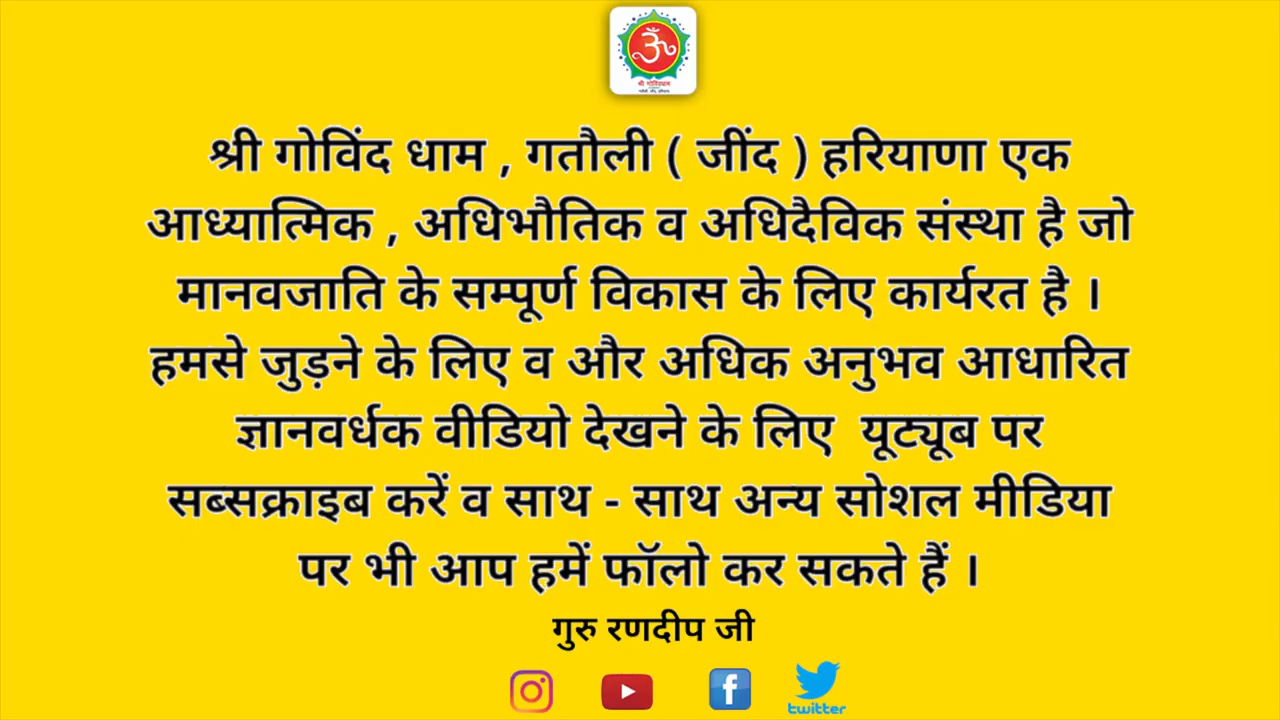 ॐ
श्री गोविंदधाम
श्री गोविंद धाम , गतौली ( जींद ) हरियाणा एक
आध्यात्मिक , अधिभौतिक व अधिदैविक संस्था है जो
मानवजाति के सम्पूर्ण विकास के लिए कार्यरत है ।
हमसे जुड़ने के लिए व और अधिक अनुभव आधारित
ज्ञानवर्धक वीडियो देखने के लिए यूट्यूब पर
सब्सक्राइब करें व साथ - साथ अन्य सोशल मीडिया
पर भी आप हमें फॉलो कर सकते हैं ।
गुरु रणदीप जी
twitter